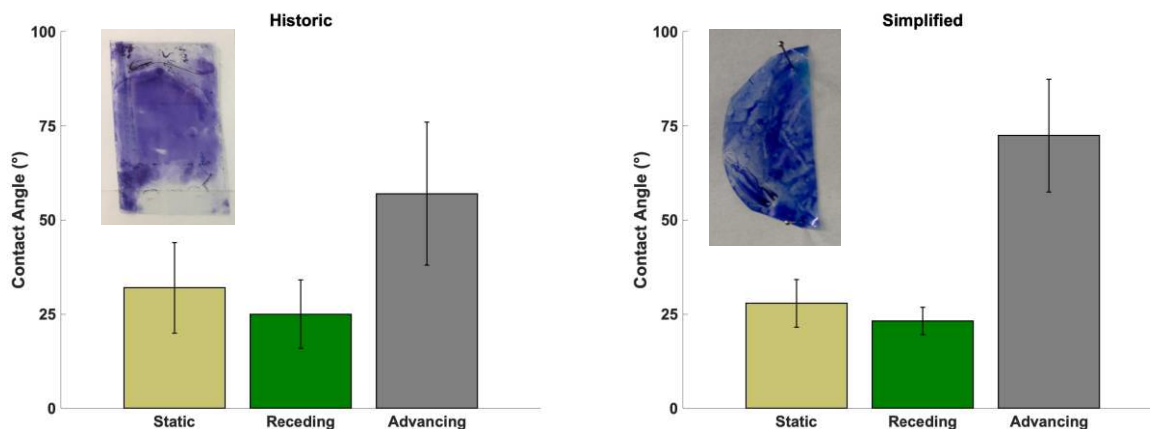 Historic
100
75
50
25
0
Contact Angle (°)
Static Receding Advancing
Simplified
100
75
50
25
0
Contact Angle (°)
Static Receding Advancing